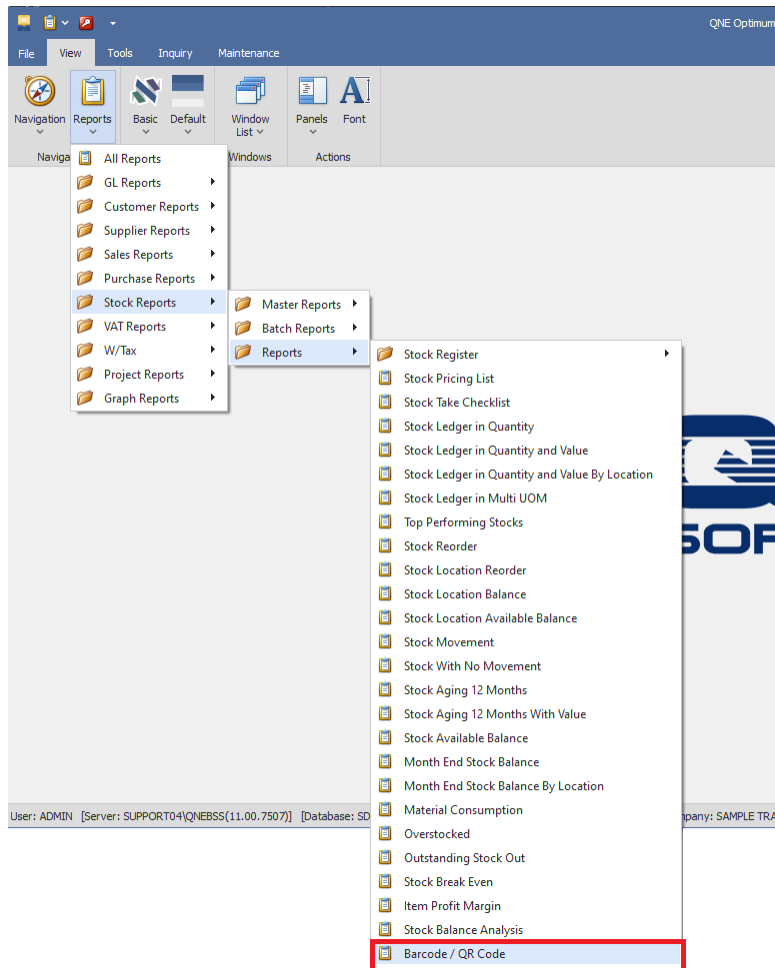 QNE Optimum
File View Tools Inquiry Maintenance
Navigation Reports Basic Default Window List Panels Font
Naviga Windows Actions
All Reports
GL Reports
Customer Reports
Supplier Reports
Sales Reports
Purchase Reports
Stock Reports
VAT Reports
W/Tax
Project Reports
Graph Reports
Master Reports
Batch Reports
Reports
Stock Register
Stock Pricing List
Stock Take Checklist
Stock Ledger in Quantity
Stock Ledger in Quantity and Value
Stock Ledger in Quantity and Value By Location
Stock Ledger in Multi UOM
Top Performing Stocks
Stock Reorder
Stock Location Reorder
Stock Location Balance
Stock Location Available Balance
Stock Movement
Stock With No Movement
Stock Aging 12 Months
Stock Aging 12 Months With Value
Stock Available Balance
Month End Stock Balance
Month End Stock Balance By Location
Material Consumption
Overstocked
Outstanding Stock Out
Stock Break Even
Item Profit Margin
Stock Balance Analysis
Barcode / QR Code
SOF
User: ADMIN [Server: SUPPORT04\QNEBSS(11.00.7507)] [Database: SD
mpany: SAMPLE TRA